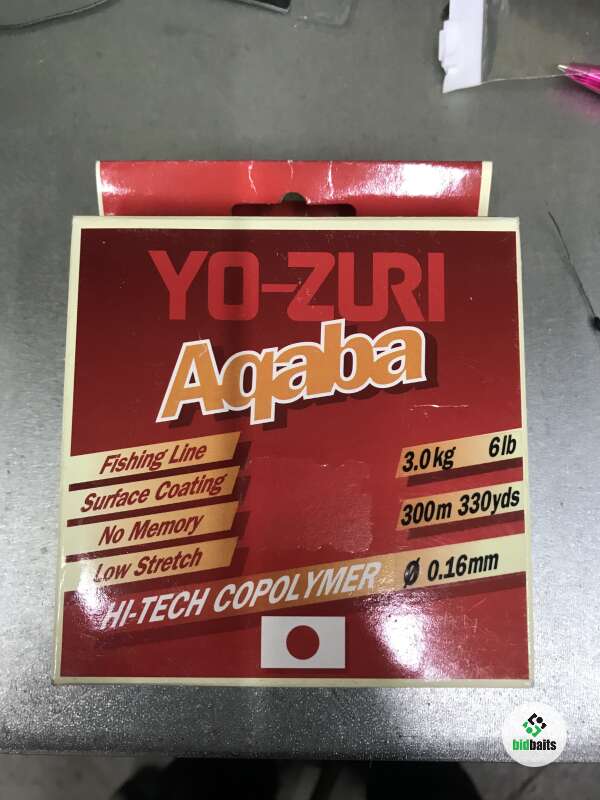 YO-ZURI
Aqaba
Fishing Line
Surface Coating
No Memory
Low Stretch
HI-TECH COPOLYMER
3.0kg 6lb
300m 330yds
Ø 0.16mm
bidbaits